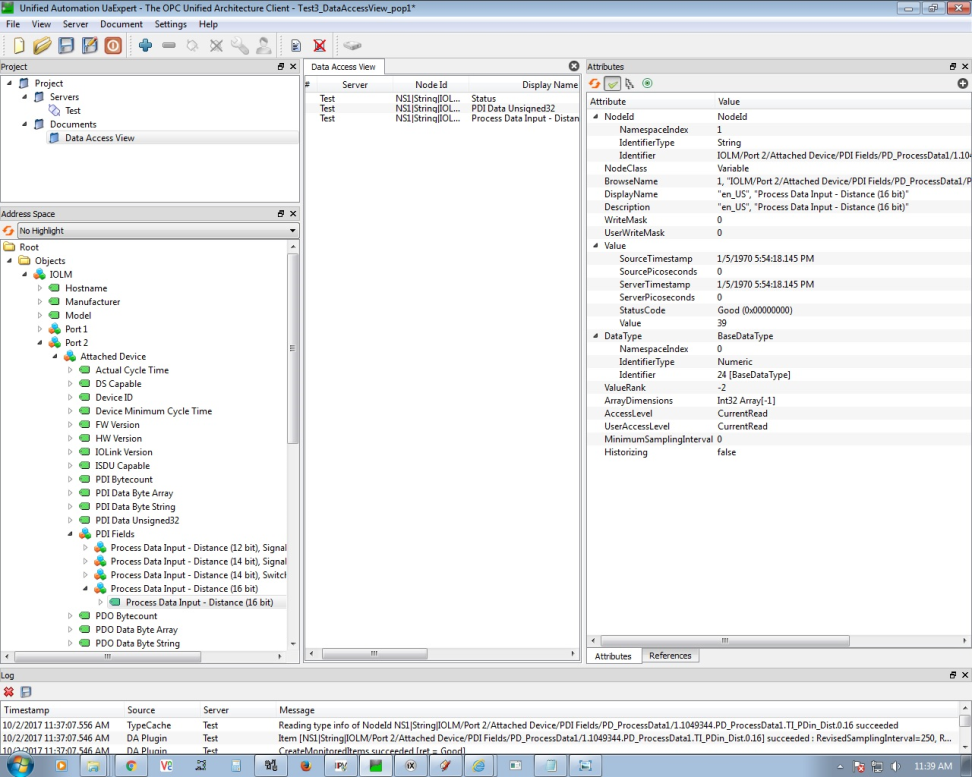 Unified Automation UaExpert - The OPC Unified Architecture Client - Test3_DataAccessView_pop1*
File View Server Document Settings Help
Project
Project
Servers
Test
Documents
Data Access View
Address Space
No Highlight
Root
Objects
IOLM
Hostname
Manufacturer
Model
Port 1
Port 2
Attached Device
Actual Cycle Time
DS Capable
Device ID
Device Minimum Cycle Time
FW Version
HW Version
IOLink Version
ISDU Capable
PDI Bytecount
PDI Data Byte Array
PDI Data Byte String
PDI Data Unsigned32
PDI Fields
Process Data Input - Distance (12 bit), Signal
Process Data Input - Distance (14 bit), Signal
Process Data Input - Distance (14 bit), Switch
Process Data Input - Distance (16 bit)
Process Data Input - Distance (16 bit)
PDO Bytecount
PDO Data Byte Array
PDO Data Byte String
Data Access View
# Server Node Id Display Name
Test NS1|String|IOL... Status
Test NS1|String|IOL... PDI Data Unsigned32
Test NS1|String|IOL... Process Data Input - Distan
Attributes
Attribute Value
NodeId NodeId
NamespaceIndex 1
IdentifierType String
Identifier IOLM/Port 2/Attached Device/PDI Fields/PD_ProcessData1/1.104
NodeClass Variable
BrowseName 1, "IOLM/Port 2/Attached Device/PDI Fields/PD_ProcessData1/P
DisplayName "en_US", "Process Data Input - Distance (16 bit)"
Description "en_US", "Process Data Input - Distance (16 bit)"
WriteMask 0
UserWriteMask 0
Value
SourceTimestamp 1/5/1970 5:54:18.145 PM
SourcePicoseconds 0
ServerTimestamp 1/5/1970 5:54:18.145 PM
ServerPicoseconds 0
StatusCode Good (0x00000000)
Value 39
DataType BaseDataType
NamespaceIndex 0
IdentifierType Numeric
Identifier 24 [BaseDataType]
ValueRank -2
ArrayDimensions Int32 Array[-1]
AccessLevel CurrentRead
UserAccessLevel CurrentRead
MinimumSamplingInterval 0
Historizing false
Attributes References
Log
Timestamp Source Server Message
10/2/2017 11:37:07.556 AM TypeCache Test Reading type info of NodeId NS1|String|IOLM/Port 2/Attached Device/PDI Fields/PD_ProcessData1/1.1049344.PD_ProcessData1.TI_PDin_Dist.0.16 succeeded
10/2/2017 11:37:07.546 AM DA Plugin Test Item [NS1|String|IOLM/Port 2/Attached Device/PDI Fields/PD_ProcessData1/1.1049344.PD_ProcessData1.TI_PDin_Dist.0.16] succeeded : RevisedSamplingInterval=250, R...
10/2/2017 11:37:07.546 AM DA Plugin Test CreateMonitoredItems succeeded [ret = Good]
11:39 AM